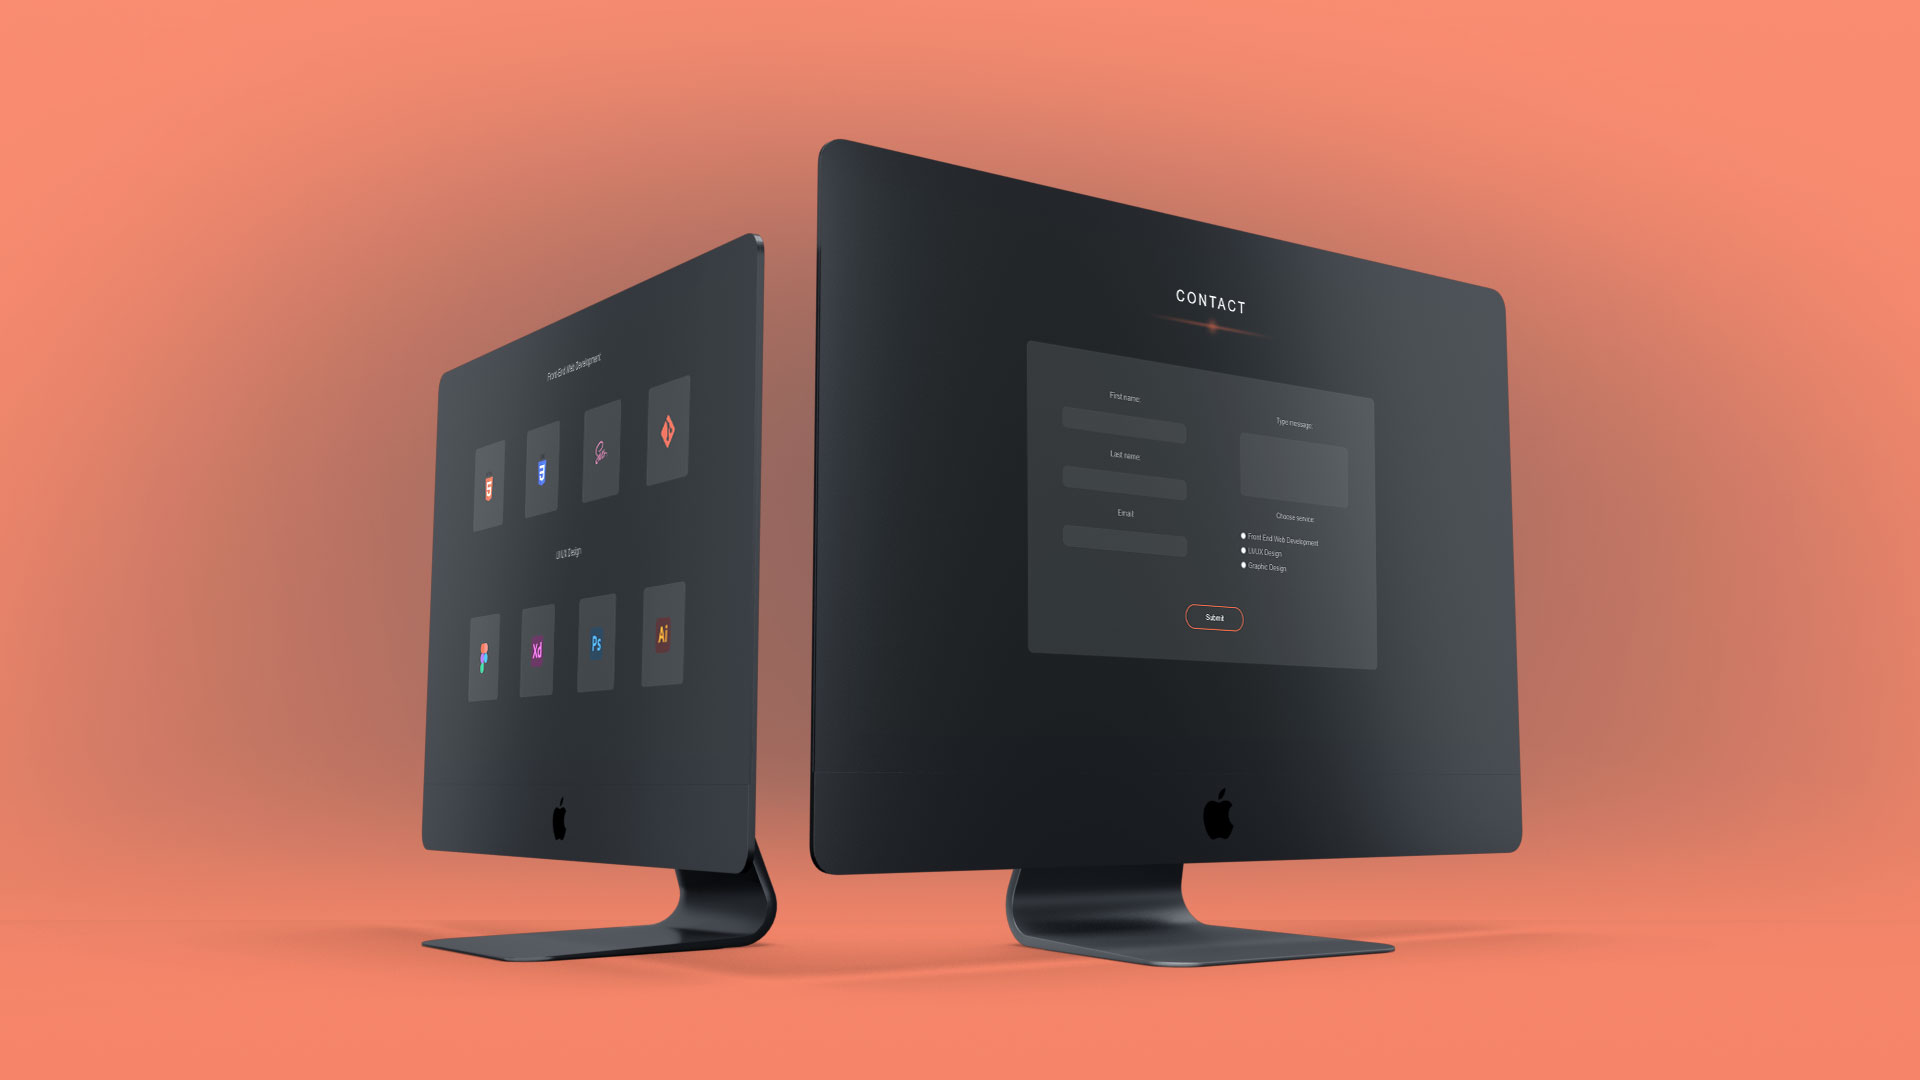 Front-End Web Development
UI/UX Design
Xd
Ps
Ai
CONTACT
First name:
Last name:
Email:
Type message:
Choose service:
Front End Web Development
UI/UX Design
Graphic Design
Submit